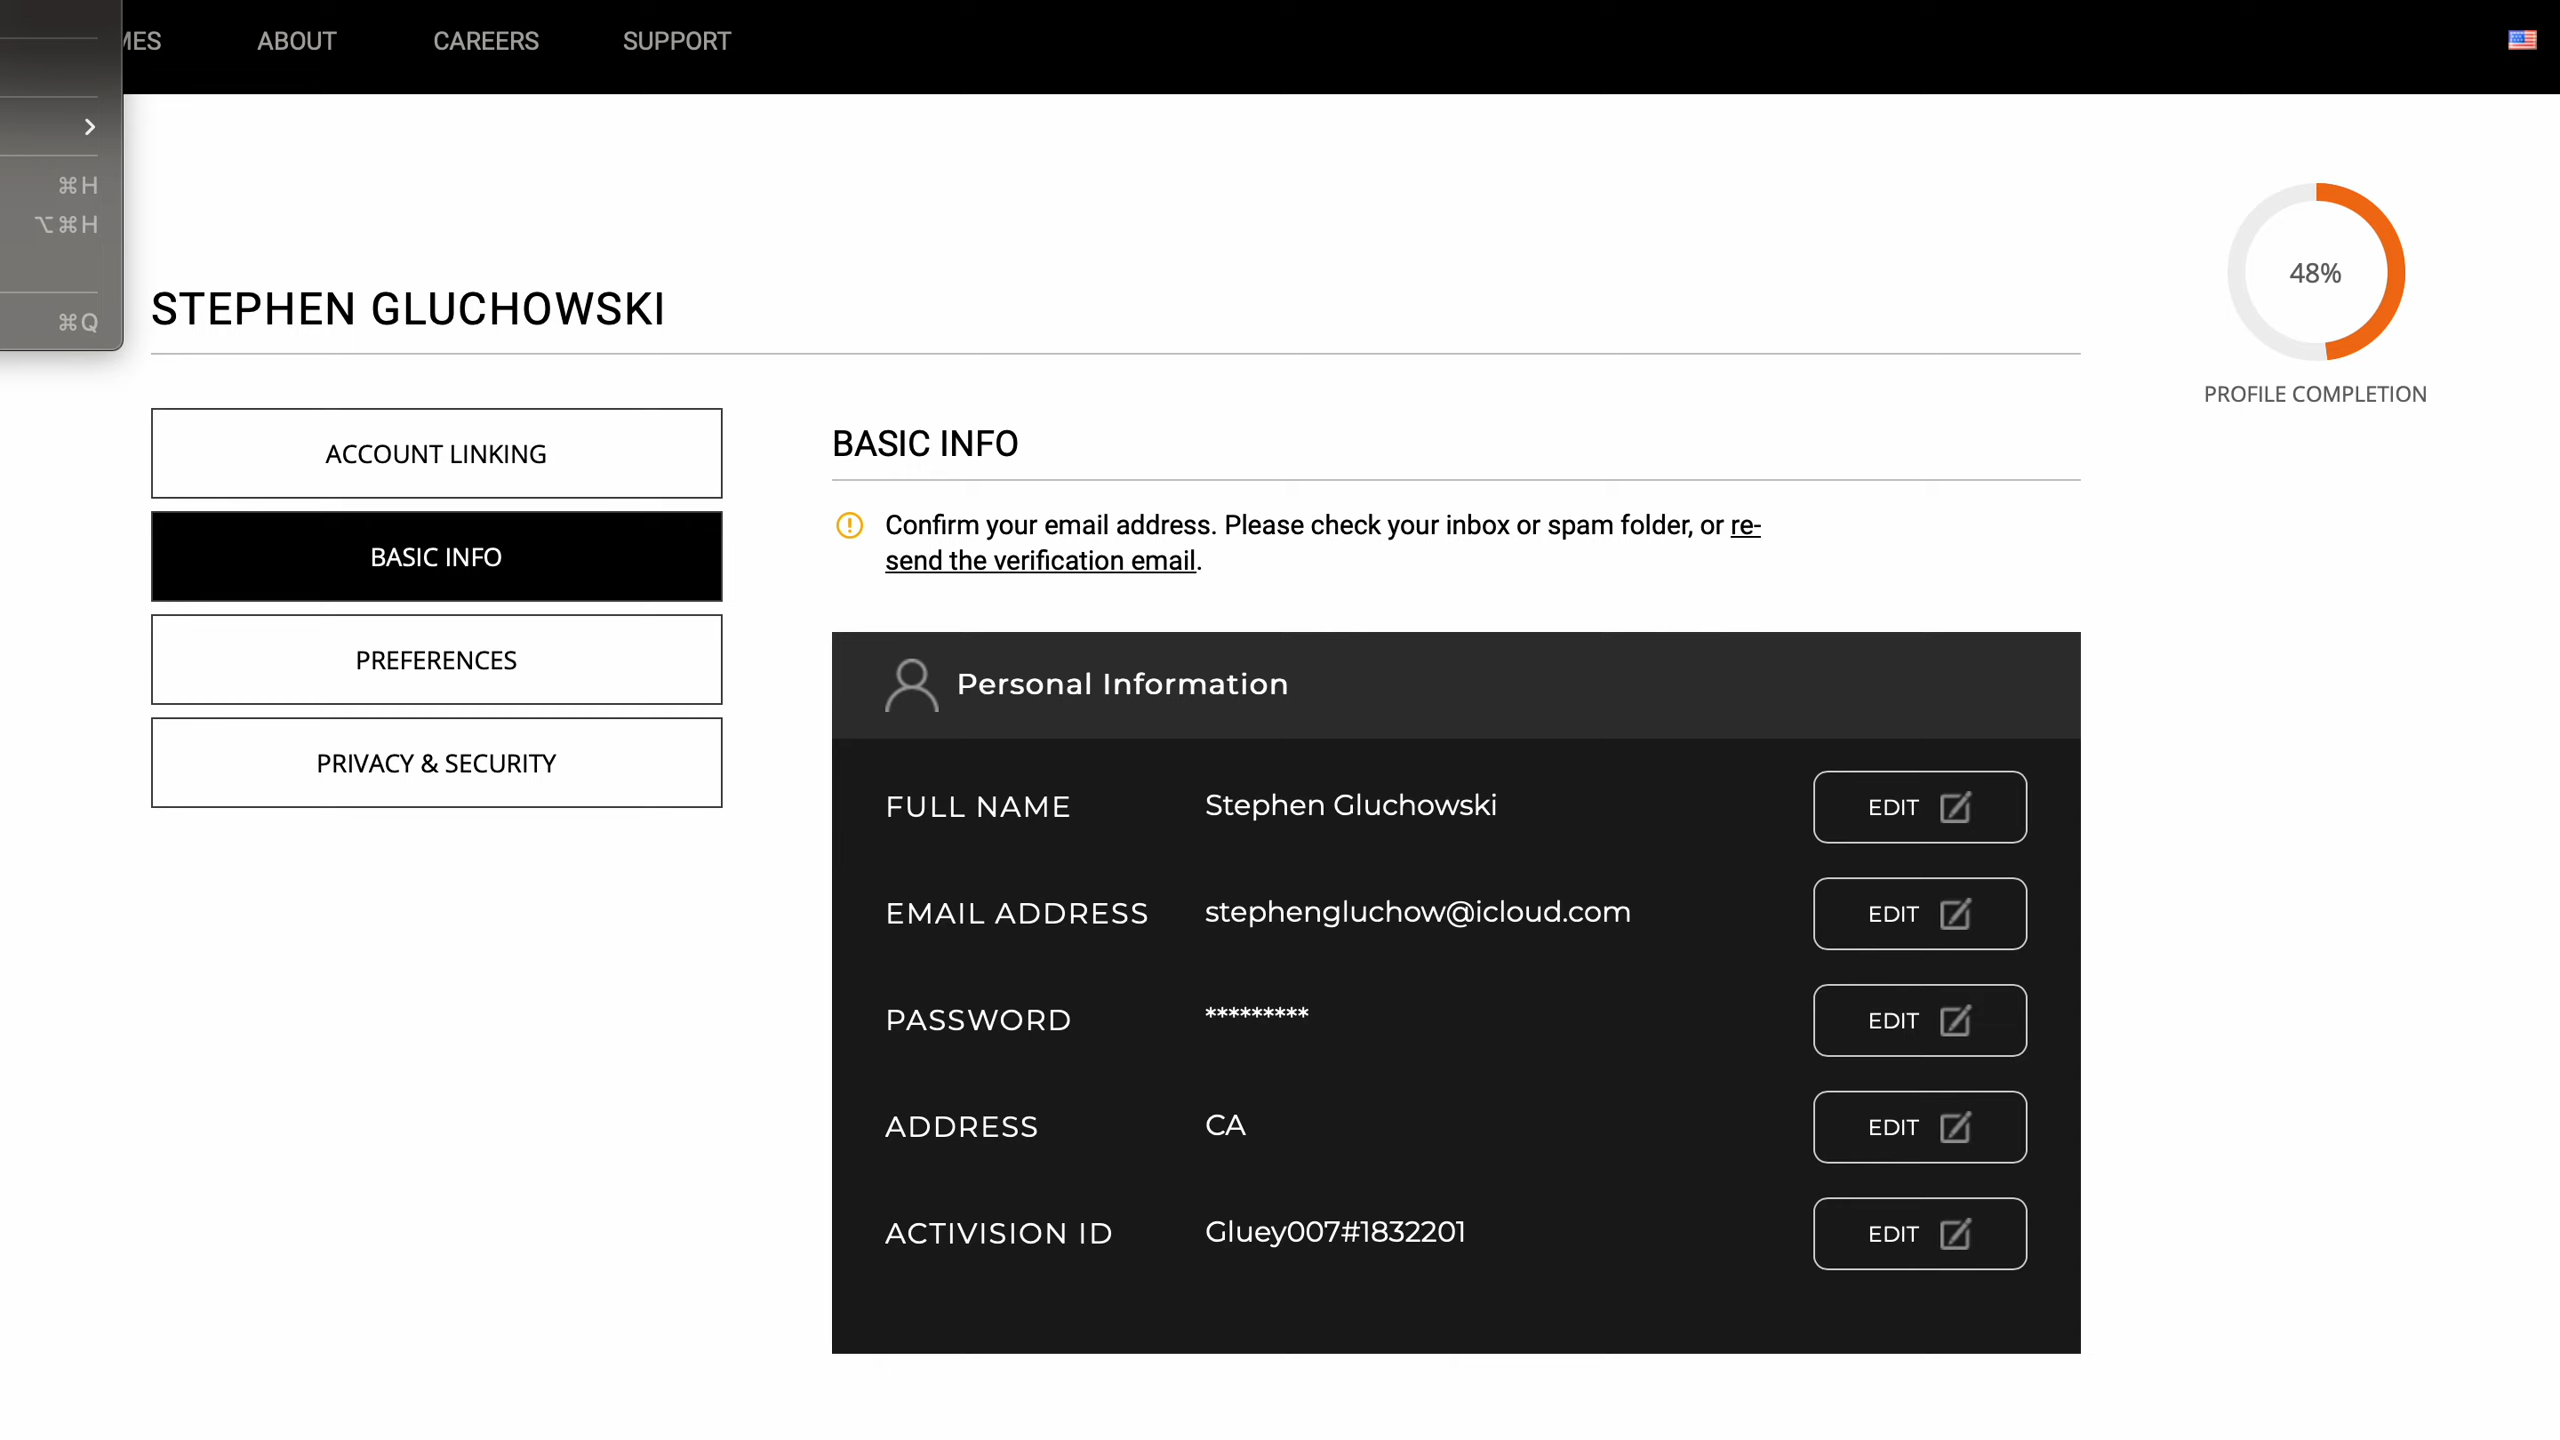 MES ABOUT CAREERS SUPPORT
⌘H
⌥⌘H
⌘Q
STEPHEN GLUCHOWSKI
48%
PROFILE COMPLETION
ACCOUNT LINKING
BASIC INFO
PREFERENCES
PRIVACY & SECURITY
BASIC INFO
Confirm your email address. Please check your inbox or spam folder, or re-
send the verification email.
Personal Information
FULL NAME Stephen Gluchowski EDIT
EMAIL ADDRESS stephengluchow@icloud.com EDIT
PASSWORD ********* EDIT
ADDRESS CA EDIT
ACTIVISION ID Gluey007#1832201 EDIT